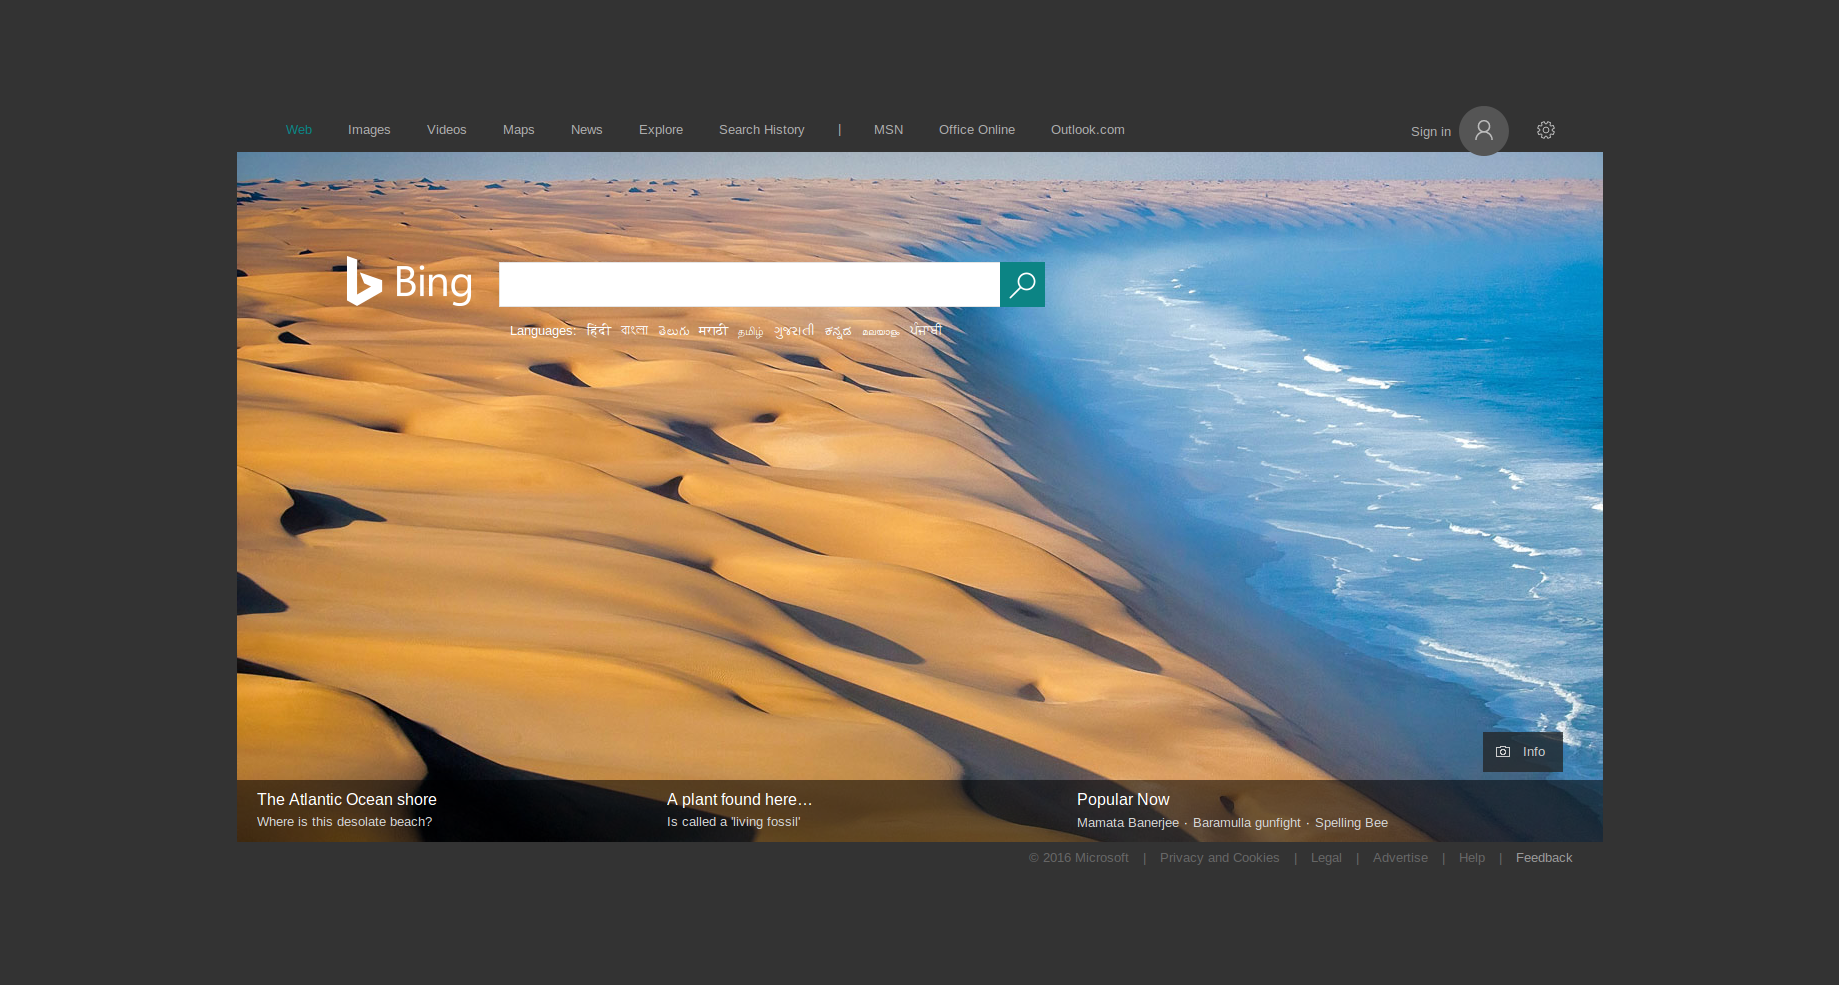 Web Images Videos Maps News Explore Search History | MSN Office Online Outlook.com Sign in
Bing
Languages: हिंदी বাংলা తెలుగు मराठी தமிழ் ગુજરાતી ಕನ್ನಡ മലയാളം ਪੰਜਾਬੀ
Info
The Atlantic Ocean shore
Where is this desolate beach?
A plant found here…
Is called a 'living fossil'
Popular Now
Mamata Banerjee · Baramulla gunfight · Spelling Bee
© 2016 Microsoft | Privacy and Cookies | Legal | Advertise | Help | Feedback